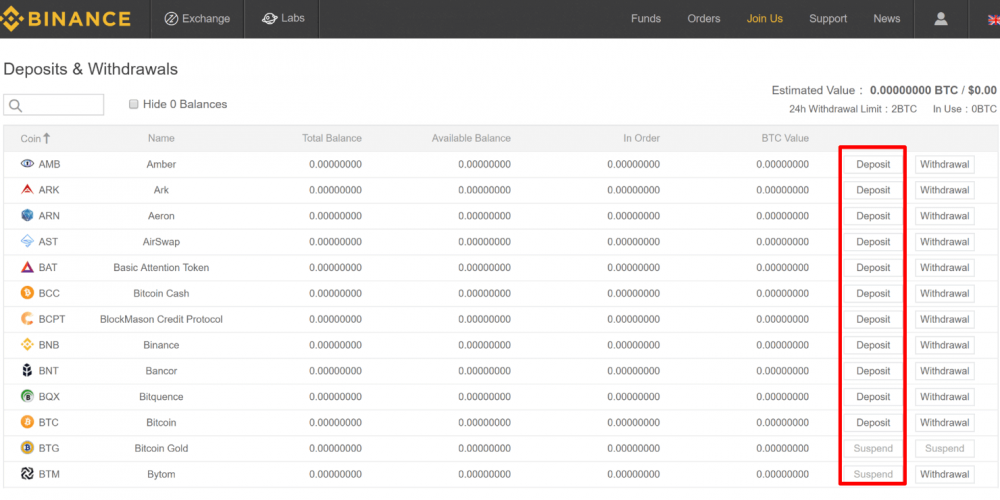 BINANCE Exchange Labs Funds Orders Join Us Support News
Deposits & Withdrawals
Estimated Value : 0.00000000 BTC / $0.00
Hide 0 Balances
24h Withdrawal Limit : 2BTC In Use : 0BTC
Coin Name Total Balance Available Balance In Order BTC Value
AMB Amber 0.00000000 0.00000000 0.00000000 0.00000000 Deposit Withdrawal
ARK Ark 0.00000000 0.00000000 0.00000000 0.00000000 Deposit Withdrawal
ARN Aeron 0.00000000 0.00000000 0.00000000 0.00000000 Deposit Withdrawal
AST AirSwap 0.00000000 0.00000000 0.00000000 0.00000000 Deposit Withdrawal
BAT Basic Attention Token 0.00000000 0.00000000 0.00000000 0.00000000 Deposit Withdrawal
BCC Bitcoin Cash 0.00000000 0.00000000 0.00000000 0.00000000 Deposit Withdrawal
BCPT BlockMason Credit Protocol 0.00000000 0.00000000 0.00000000 0.00000000 Deposit Withdrawal
BNB Binance 0.00000000 0.00000000 0.00000000 0.00000000 Deposit Withdrawal
BNT Bancor 0.00000000 0.00000000 0.00000000 0.00000000 Deposit Withdrawal
BQX Bitquence 0.00000000 0.00000000 0.00000000 0.00000000 Deposit Withdrawal
BTC Bitcoin 0.00000000 0.00000000 0.00000000 0.00000000 Deposit Withdrawal
BTG Bitcoin Gold 0.00000000 0.00000000 0.00000000 0.00000000 Suspend Suspend
BTM Bytom 0.00000000 0.00000000 0.00000000 0.00000000 Suspend Withdrawal